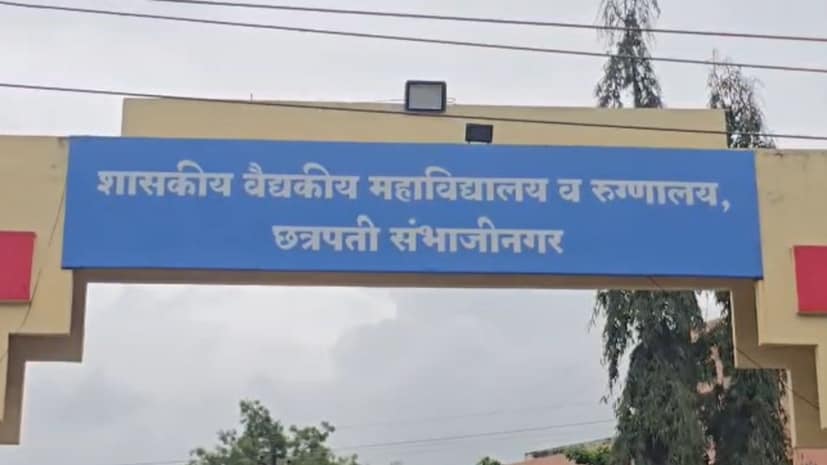 शासकीय वैद्यकीय महाविद्यालय व रुग्णालय,
छत्रपती संभाजीनगर